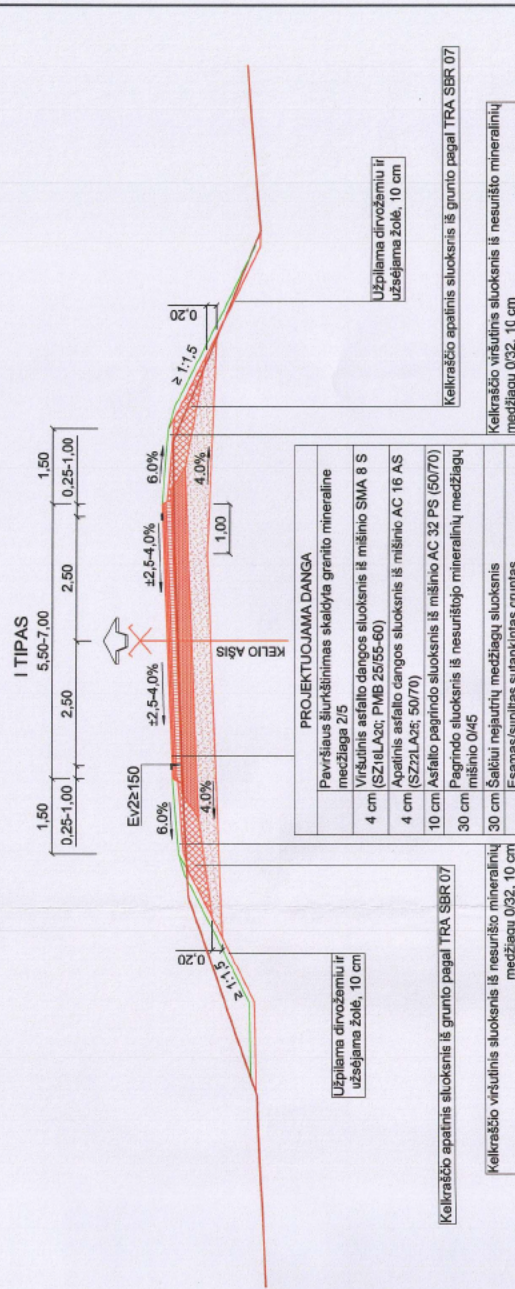 I TIPAS
5,50-7,00
1,50
2,50
2,50
1,50
0,25-1,00
0,25-1,00
Ev2≥150
±2,5-4,0%
±2,5-4,0%
6.0%
6.0%
4.0%
4.0%
≥ 1:1,5
≥ 1:1,5
0,20
0,20
1,00
KELIO AŠIS
Užpilama dirvožemiu ir
užsėjama žolė, 10 cm
Užpilama dirvožemiu ir
užsėjama žolė, 10 cm
Kelkraščio apatinis sluoksnis iš grunto pagal TRA SBR 07
Kelkraščio apatinis sluoksnis iš grunto pagal TRA SBR 07
Kelkraščio viršutinis sluoksnis iš nesurišto mineralinių
medžiagų 0/32, 10 cm
Kelkraščio viršutinis sluoksnis iš nesurišto mineralinių
medžiagų 0/32, 10 cm
PROJEKTUOJAMA DANGA
Paviršiaus šiurkštinimas skaldyta granito mineraline
medžiaga 2/5
4 cm Viršutinis asfalto dangos sluoksnis iš mišinio SMA 8 S
(SZ18LA20; PMB 25/55-60)
4 cm Apatinis asfalto dangos sluoksnis iš mišinio AC 16 AS
(SZ22LA25; 50/70)
10 cm Asfalto pagrindo sluoksnis iš mišinio AC 32 PS (50/70)
30 cm Pagrindo sluoksnis iš nesurištojo mineralinių medžiagų
mišinio 0/45
30 cm Šalčiui nejautrių medžiagų sluoksnis
Esamas/supiltas sutankintas gruntas